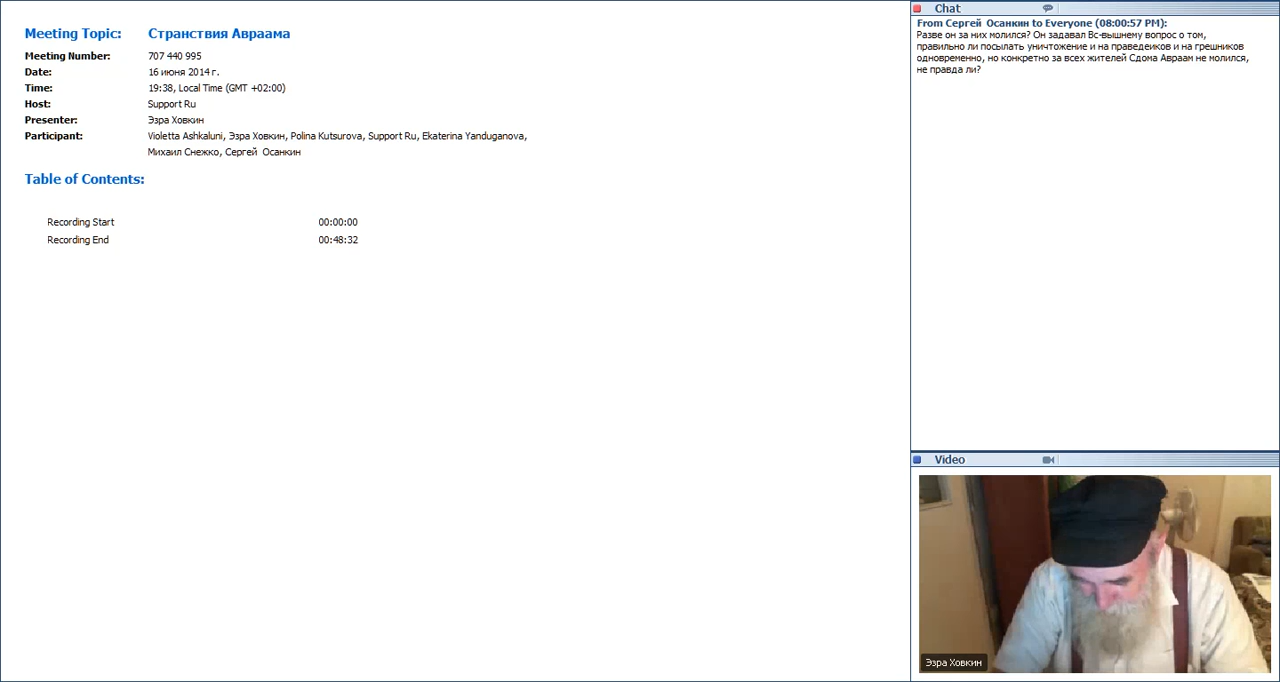 Meeting Topic: Странствия Авраама
Meeting Number: 707 440 995
Date: 16 июня 2014 г.
Time: 19:38, Local Time (GMT +02:00)
Host: Support Ru
Presenter: Эзра Ховкин
Participant: Violetta Ashkaluni, Эзра Ховкин, Polina Kutsurova, Support Ru, Ekaterina Yanduganova,
Михаил Снежко, Сергей Осанкин
Table of Contents:
Recording Start 00:00:00
Recording End 00:48:32
Chat
From Сергей Осанкин to Everyone (08:00:57 PM):
Разве он за них молился? Он задавал Вс-вышнему вопрос о том,
правильно ли посылать уничтожение и на праведеиков и на грешников
одновременно, но конкретно за всех жителей Сдома Авраам не молился,
не правда ли?
Video
Эзра Ховкин